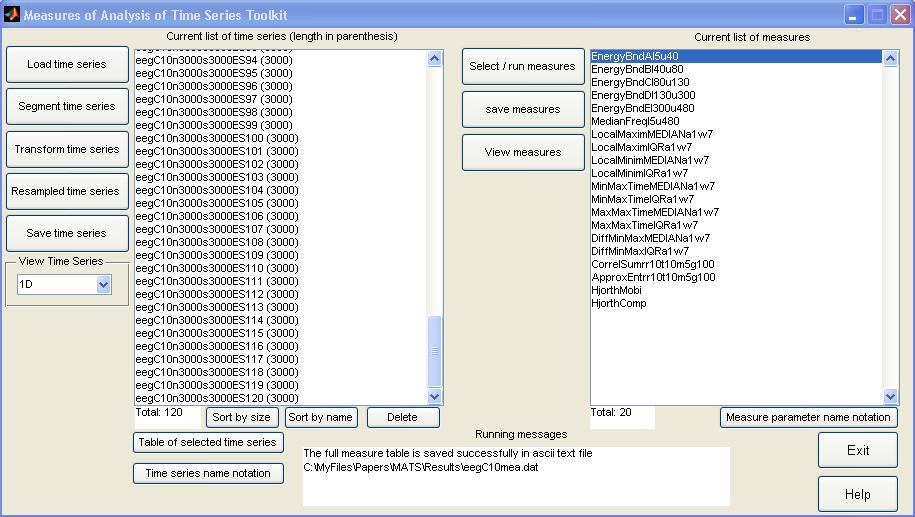 Measures of Analysis of Time Series Toolkit
Current list of time series (length in parenthesis)
Load time series
Segment time series
Transform time series
Resampled time series
Save time series
View Time Series
1D
eegC10n3000s3000ES94 (3000)
eegC10n3000s3000ES95 (3000)
eegC10n3000s3000ES96 (3000)
eegC10n3000s3000ES97 (3000)
eegC10n3000s3000ES98 (3000)
eegC10n3000s3000ES99 (3000)
eegC10n3000s3000ES100 (3000)
eegC10n3000s3000ES101 (3000)
eegC10n3000s3000ES102 (3000)
eegC10n3000s3000ES103 (3000)
eegC10n3000s3000ES104 (3000)
eegC10n3000s3000ES105 (3000)
eegC10n3000s3000ES106 (3000)
eegC10n3000s3000ES107 (3000)
eegC10n3000s3000ES108 (3000)
eegC10n3000s3000ES109 (3000)
eegC10n3000s3000ES110 (3000)
eegC10n3000s3000ES111 (3000)
eegC10n3000s3000ES112 (3000)
eegC10n3000s3000ES113 (3000)
eegC10n3000s3000ES114 (3000)
eegC10n3000s3000ES115 (3000)
eegC10n3000s3000ES116 (3000)
eegC10n3000s3000ES117 (3000)
eegC10n3000s3000ES118 (3000)
eegC10n3000s3000ES119 (3000)
eegC10n3000s3000ES120 (3000)
Total: 120
Sort by size
Sort by name
Delete
Table of selected time series
Time series name notation
Select / run measures
save measures
View measures
Current list of measures
EnergyBndAl5u40
EnergyBndBl40u80
EnergyBndCl80u130
EnergyBndDl130u300
EnergyBndEl300u480
MedianFreql5u480
LocalMaximMEDIANa1w7
LocalMaximIQRa1w7
LocalMinimMEDIANa1w7
LocalMinimIQRa1w7
MinMaxTimeMEDIANa1w7
MinMaxTimeIQRa1w7
MaxMaxTimeMEDIANa1w7
MaxMaxTimeIQRa1w7
DiffMinMaxMEDIANa1w7
DiffMinMaxIQRa1w7
CorrelSumrr10t10m5g100
ApproxEntrr10t10m5g100
HjorthMobi
HjorthComp
Total: 20
Measure parameter name notation
Running messages
The full measure table is saved successfully in ascii text file
C:\MyFiles\Papers\MATS\Results\eegC10mea.dat
Exit
Help